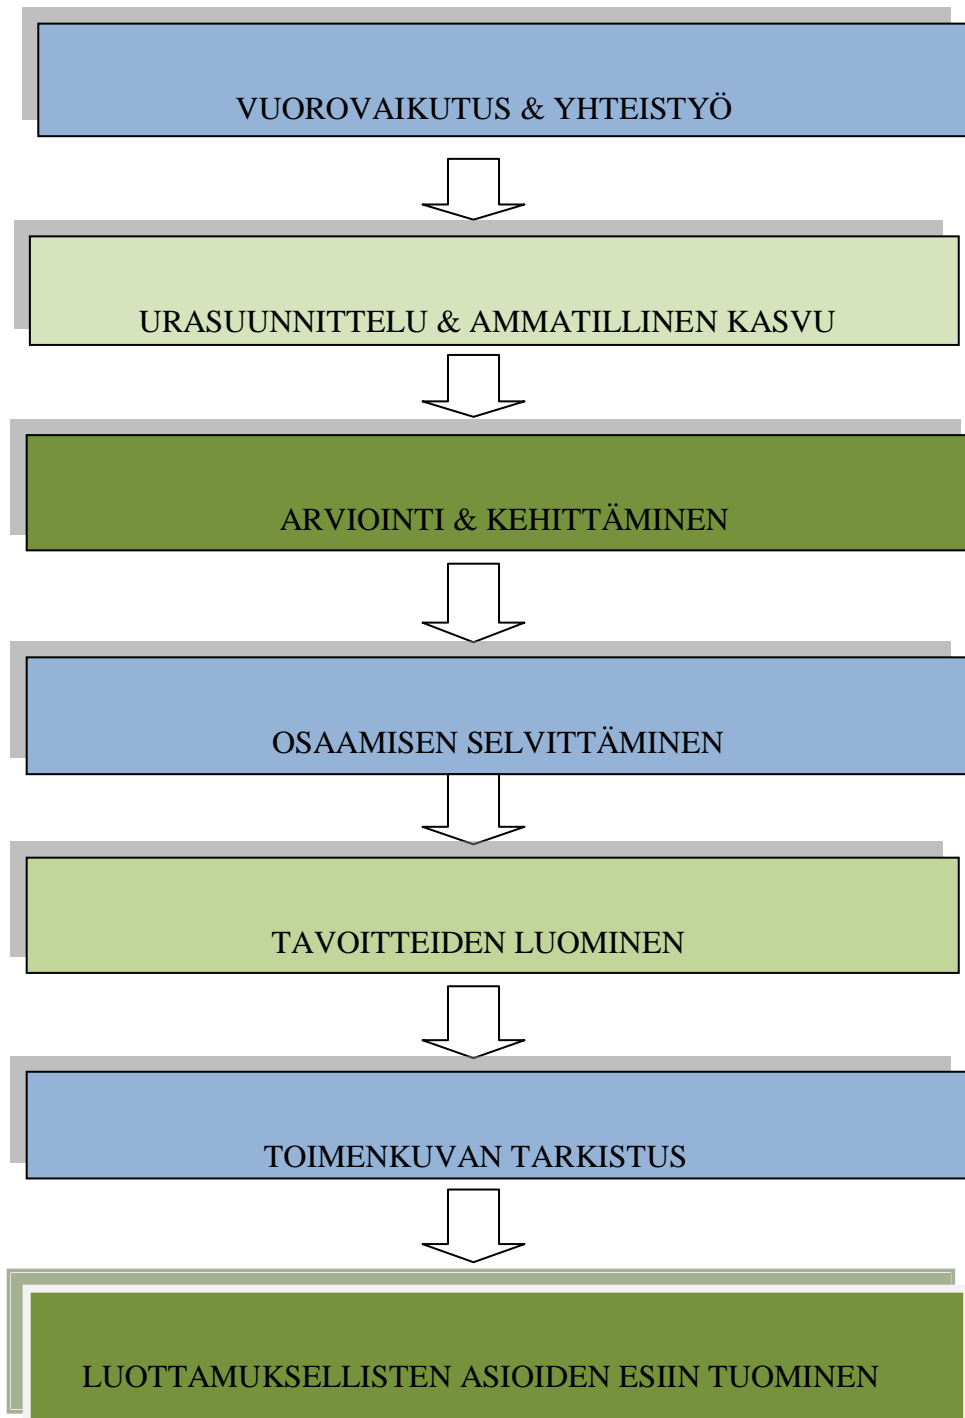 VUOROVAIKUTUS & YHTEISTYÖ
URASUUNNITTELU & AMMATILLINEN KASVU
ARVIOINTI & KEHITTÄMINEN
OSAAMISEN SELVITTÄMINEN
TAVOITTEIDEN LUOMINEN
TOIMENKUVAN TARKISTUS
LUOTTAMUKSELLISTEN ASIOIDEN ESIIN TUOMINEN